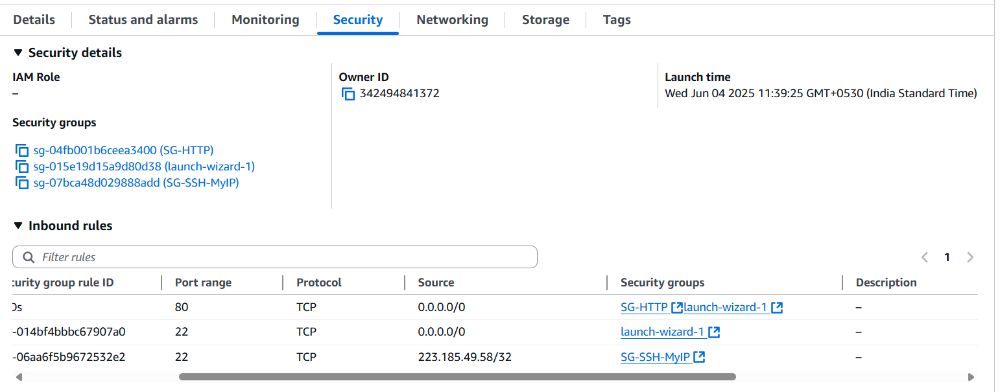 Details Status and alarms Monitoring Security Networking Storage Tags
Security details
IAM Role
–
Owner ID
342494841372
Launch time
Wed Jun 04 2025 11:39:25 GMT+0530 (India Standard Time)
Security groups
sg-04fb001b6ceea3400 (SG-HTTP)
sg-015e19d15a9d80d38 (launch-wizard-1)
sg-07bca48d029888add (SG-SSH-MyIP)
Inbound rules
Filter rules
1
curity group rule ID Port range Protocol Source Security groups Description
Ds 80 TCP 0.0.0.0/0 SG-HTTP launch-wizard-1 –
-014bf4bbbc67907a0 22 TCP 0.0.0.0/0 launch-wizard-1 –
-06aa6f5b9672532e2 22 TCP 223.185.49.58/32 SG-SSH-MyIP –